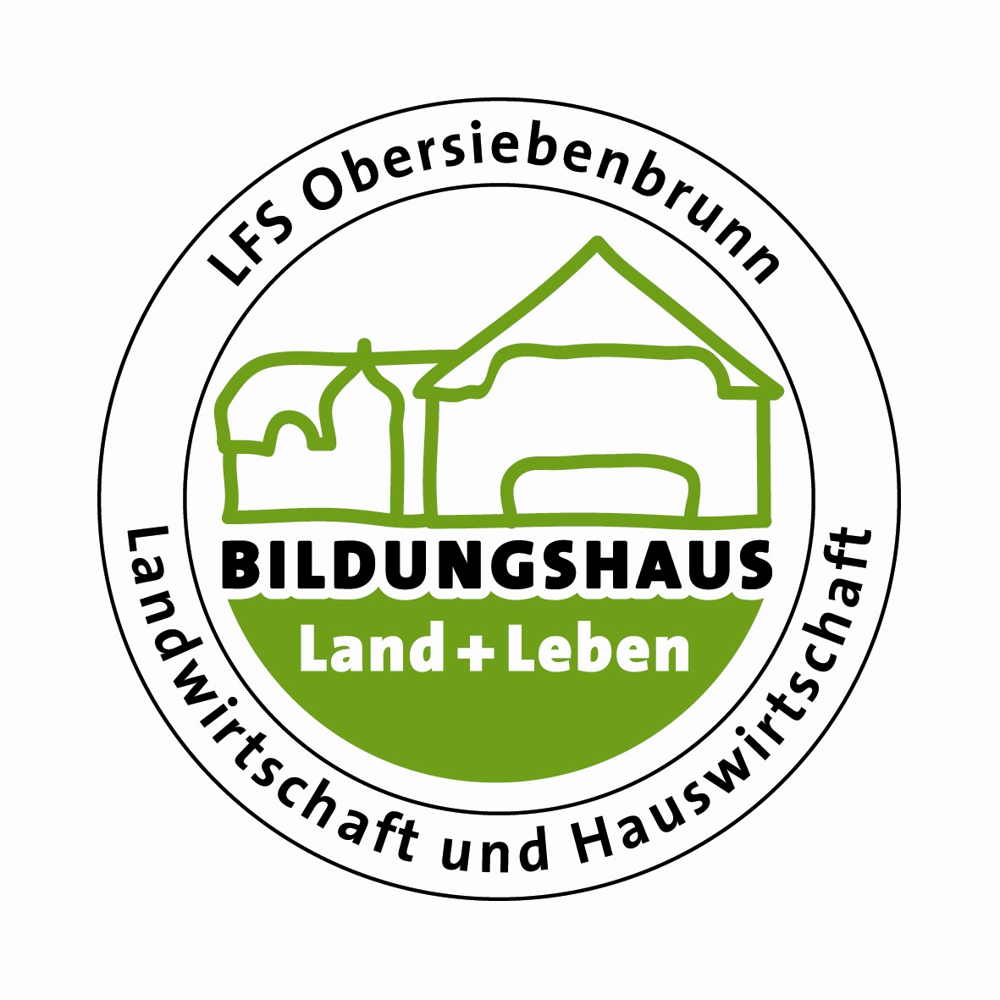 LFS Obersiebenbrunn
BILDUNGSHAUS
Land+Leben
Landwirtschaft und Hauswirtschaft